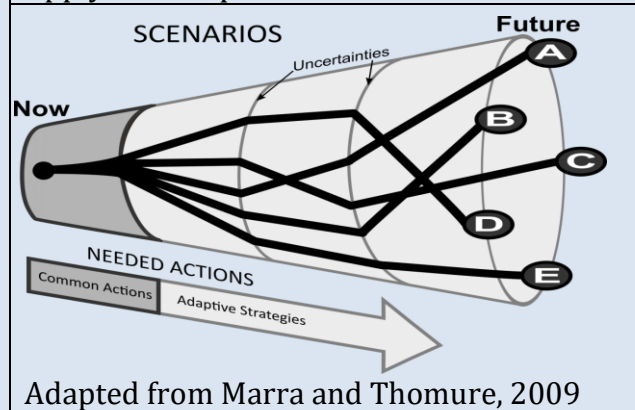 SCENARIOS
Future
Uncertainties
Now
A
B
C
D
E
NEEDED ACTIONS
Common Actions
Adaptive Strategies
Adapted from Marra and Thomure, 2009